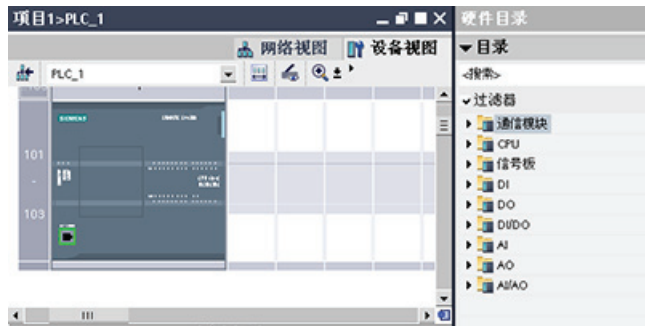 项目1>PLC_1
网络视图
设备视图
PLC_1
101
103
SIEMENS
硬件目录
目录
<搜索>
过滤器
通信模块
CPU
信号板
DI
DO
DI/DO
AI
AO
AI/AO